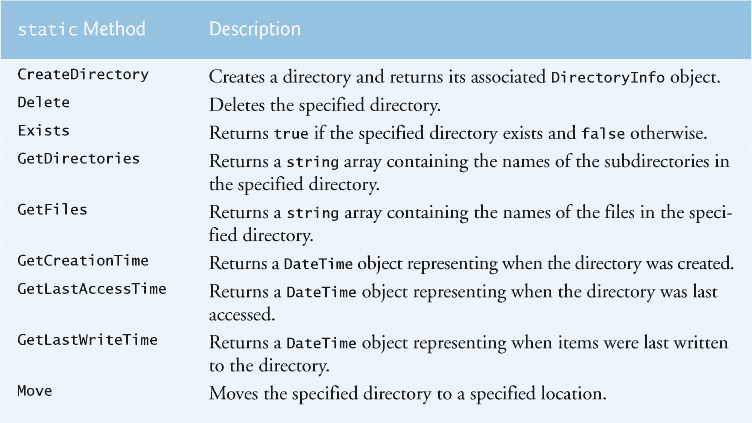 static Method Description
CreateDirectory Creates a directory and returns its associated DirectoryInfo object.
Delete Deletes the specified directory.
Exists Returns true if the specified directory exists and false otherwise.
GetDirectories Returns a string array containing the names of the subdirectories in
the specified directory.
GetFiles Returns a string array containing the names of the files in the speci-
fied directory.
GetCreationTime Returns a DateTime object representing when the directory was created.
GetLastAccessTime Returns a DateTime object representing when the directory was last
accessed.
GetLastWriteTime Returns a DateTime object representing when items were last written
to the directory.
Move Moves the specified directory to a specified location.